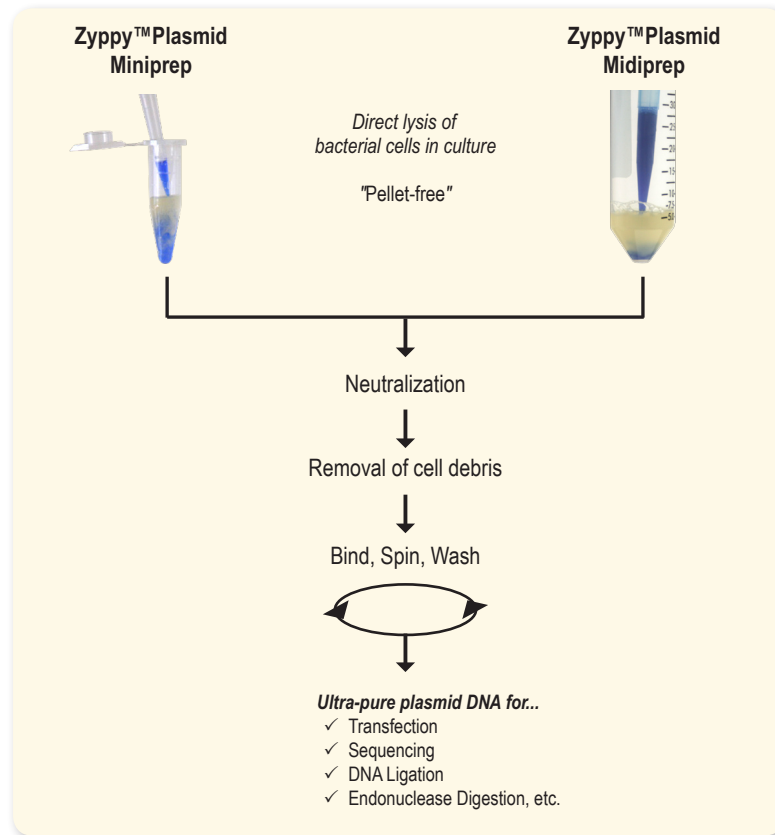 Zyppy™Plasmid
Miniprep
Zyppy™Plasmid
Midiprep
Direct lysis of
bacterial cells in culture
"Pellet-free"
Neutralization
Removal of cell debris
Bind, Spin, Wash
Ultra-pure plasmid DNA for...
✓ Transfection
✓ Sequencing
✓ DNA Ligation
✓ Endonuclease Digestion, etc.